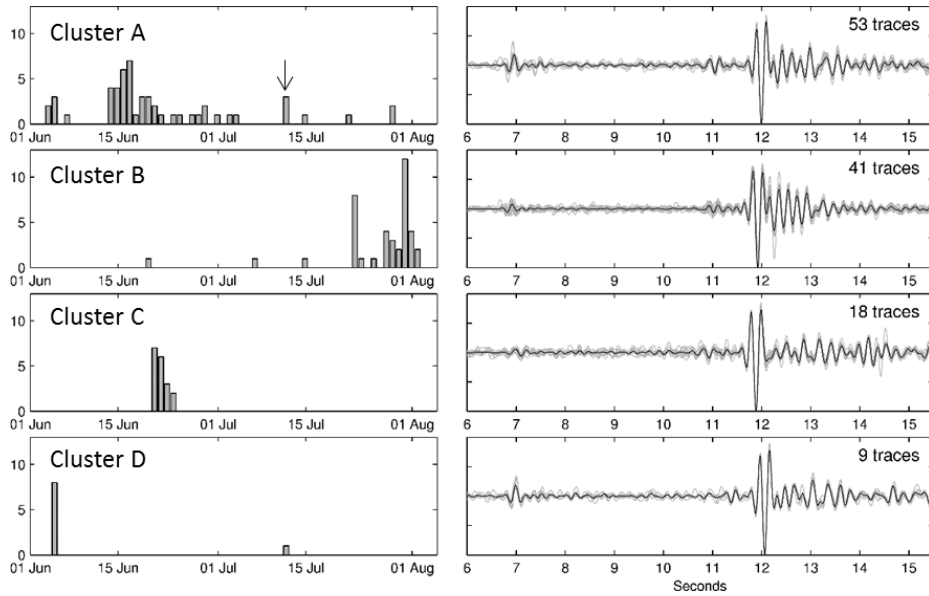 Cluster A
10
5
0
01 Jun 15 Jun 01 Jul 15 Jul 01 Aug
53 traces
6 7 8 9 10 11 12 13 14 15
Cluster B
10
5
0
01 Jun 15 Jun 01 Jul 15 Jul 01 Aug
41 traces
6 7 8 9 10 11 12 13 14 15
Cluster C
10
5
0
01 Jun 15 Jun 01 Jul 15 Jul 01 Aug
18 traces
6 7 8 9 10 11 12 13 14 15
Cluster D
10
5
0
01 Jun 15 Jun 01 Jul 15 Jul 01 Aug
9 traces
6 7 8 9 10 11 12 13 14 15
Seconds